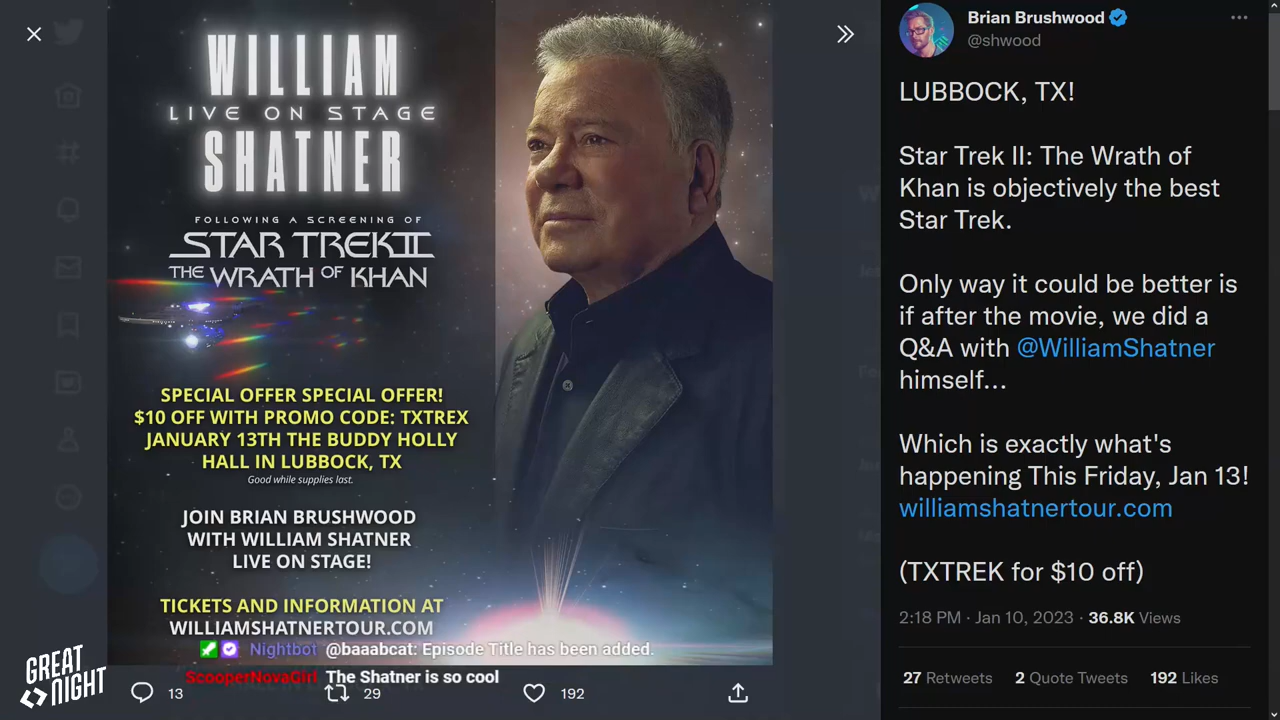 WILLIAM
LIVE ON STAGE
SHATNER
FOLLOWING A SCREENING OF
STAR TREK II
THE WRATH OF KHAN
SPECIAL OFFER SPECIAL OFFER!
$10 OFF WITH PROMO CODE: TXTREX
JANUARY 13TH THE BUDDY HOLLY
HALL IN LUBBOCK, TX
Good while supplies last.
JOIN BRIAN BRUSHWOOD
WITH WILLIAM SHATNER
LIVE ON STAGE!
TICKETS AND INFORMATION AT
WILLIAMSHATNERTOUR.COM
Nightbot @baaabcat: Episode Title has been added.
ScooperNovaGirl The Shatner is so cool
GREAT
NIGHT
13 29 192
Brian Brushwood
@shwood
LUBBOCK, TX!
Star Trek II: The Wrath of
Khan is objectively the best
Star Trek.
Only way it could be better is
if after the movie, we did a
Q&A with @WilliamShatner
himself...
Which is exactly what's
happening This Friday, Jan 13!
williamshatnertour.com
(TXTREK for $10 off)
2:18 PM · Jan 10, 2023 · 36.8K Views
27 Retweets 2 Quote Tweets 192 Likes